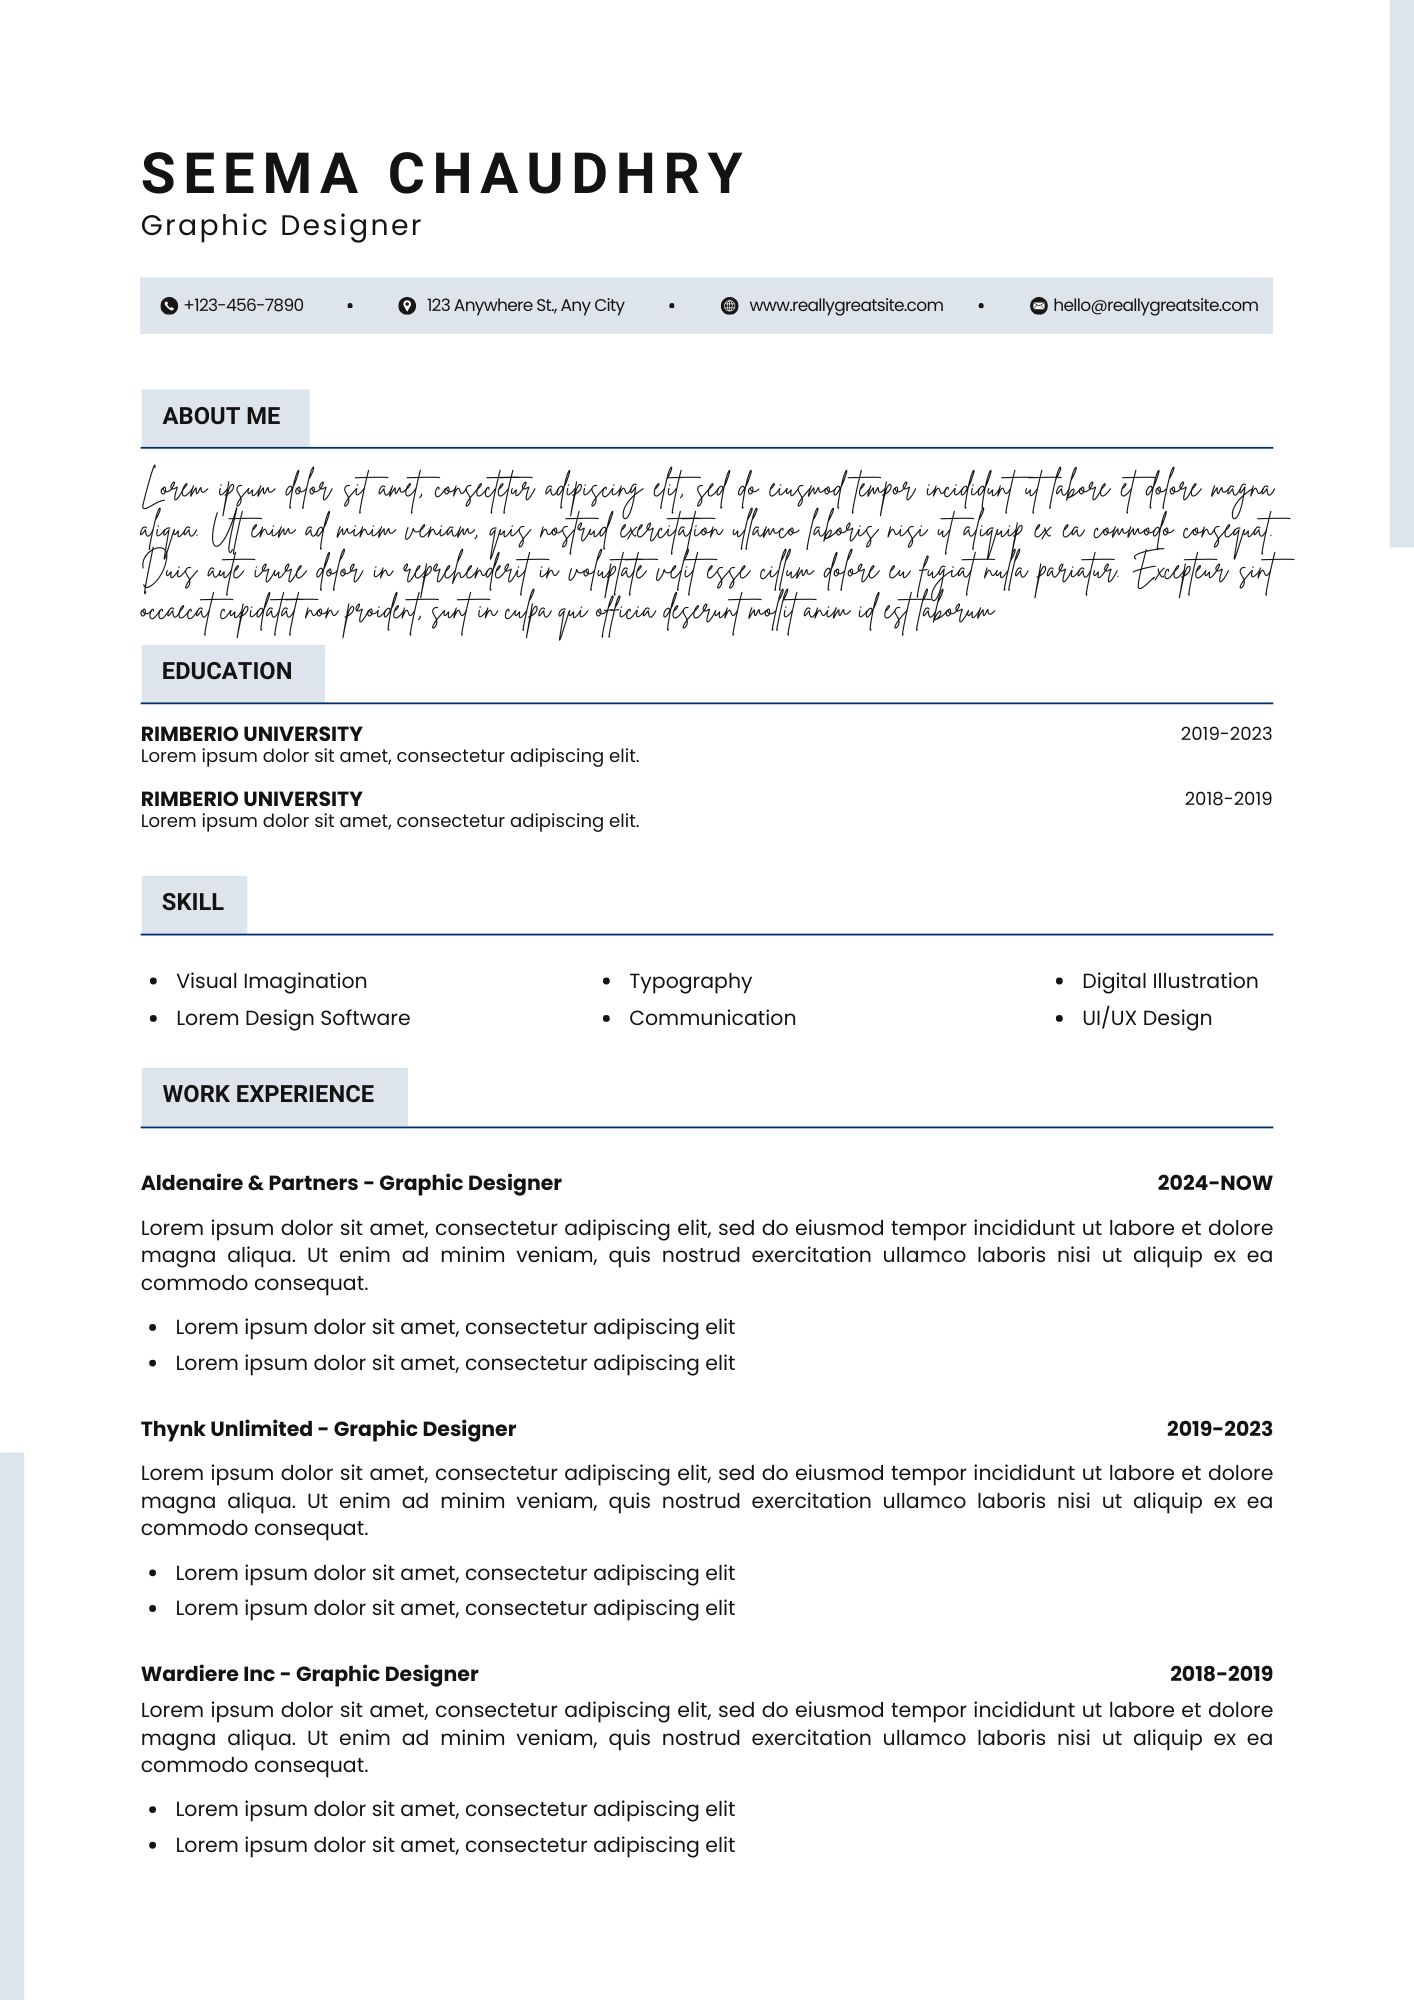 SEEMA CHAUDHRY
Graphic Designer
+123-456-7890 • 123 Anywhere St., Any City • www.reallygreatsite.com • hello@reallygreatsite.com
ABOUT ME
Lorem ipsum dolor sit amet, consectetur adipiscing elit, sed do eiusmod tempor incididunt ut labore et dolore magna
aliqua. Ut enim ad minim veniam, quis nostrud exercitation ullamco laboris nisi ut aliquip ex ea commodo consequat.
Duis aute irure dolor in reprehenderit in voluptate velit esse cillum dolore eu fugiat nulla pariatur. Excepteur sint
occaecat cupidatat non proident, sunt in culpa qui officia deserunt mollit anim id est laborum
EDUCATION
RIMBERIO UNIVERSITY 2019-2023
Lorem ipsum dolor sit amet, consectetur adipiscing elit.
RIMBERIO UNIVERSITY 2018-2019
Lorem ipsum dolor sit amet, consectetur adipiscing elit.
SKILL
• Visual Imagination • Typography • Digital Illustration
• Lorem Design Software • Communication • UI/UX Design
WORK EXPERIENCE
Aldenaire & Partners - Graphic Designer 2024-NOW
Lorem ipsum dolor sit amet, consectetur adipiscing elit, sed do eiusmod tempor incididunt ut labore et dolore
magna aliqua. Ut enim ad minim veniam, quis nostrud exercitation ullamco laboris nisi ut aliquip ex ea
commodo consequat.
• Lorem ipsum dolor sit amet, consectetur adipiscing elit
• Lorem ipsum dolor sit amet, consectetur adipiscing elit
Thynk Unlimited - Graphic Designer 2019-2023
Lorem ipsum dolor sit amet, consectetur adipiscing elit, sed do eiusmod tempor incididunt ut labore et dolore
magna aliqua. Ut enim ad minim veniam, quis nostrud exercitation ullamco laboris nisi ut aliquip ex ea
commodo consequat.
• Lorem ipsum dolor sit amet, consectetur adipiscing elit
• Lorem ipsum dolor sit amet, consectetur adipiscing elit
Wardiere Inc - Graphic Designer 2018-2019
Lorem ipsum dolor sit amet, consectetur adipiscing elit, sed do eiusmod tempor incididunt ut labore et dolore
magna aliqua. Ut enim ad minim veniam, quis nostrud exercitation ullamco laboris nisi ut aliquip ex ea
commodo consequat.
• Lorem ipsum dolor sit amet, consectetur adipiscing elit
• Lorem ipsum dolor sit amet, consectetur adipiscing elit